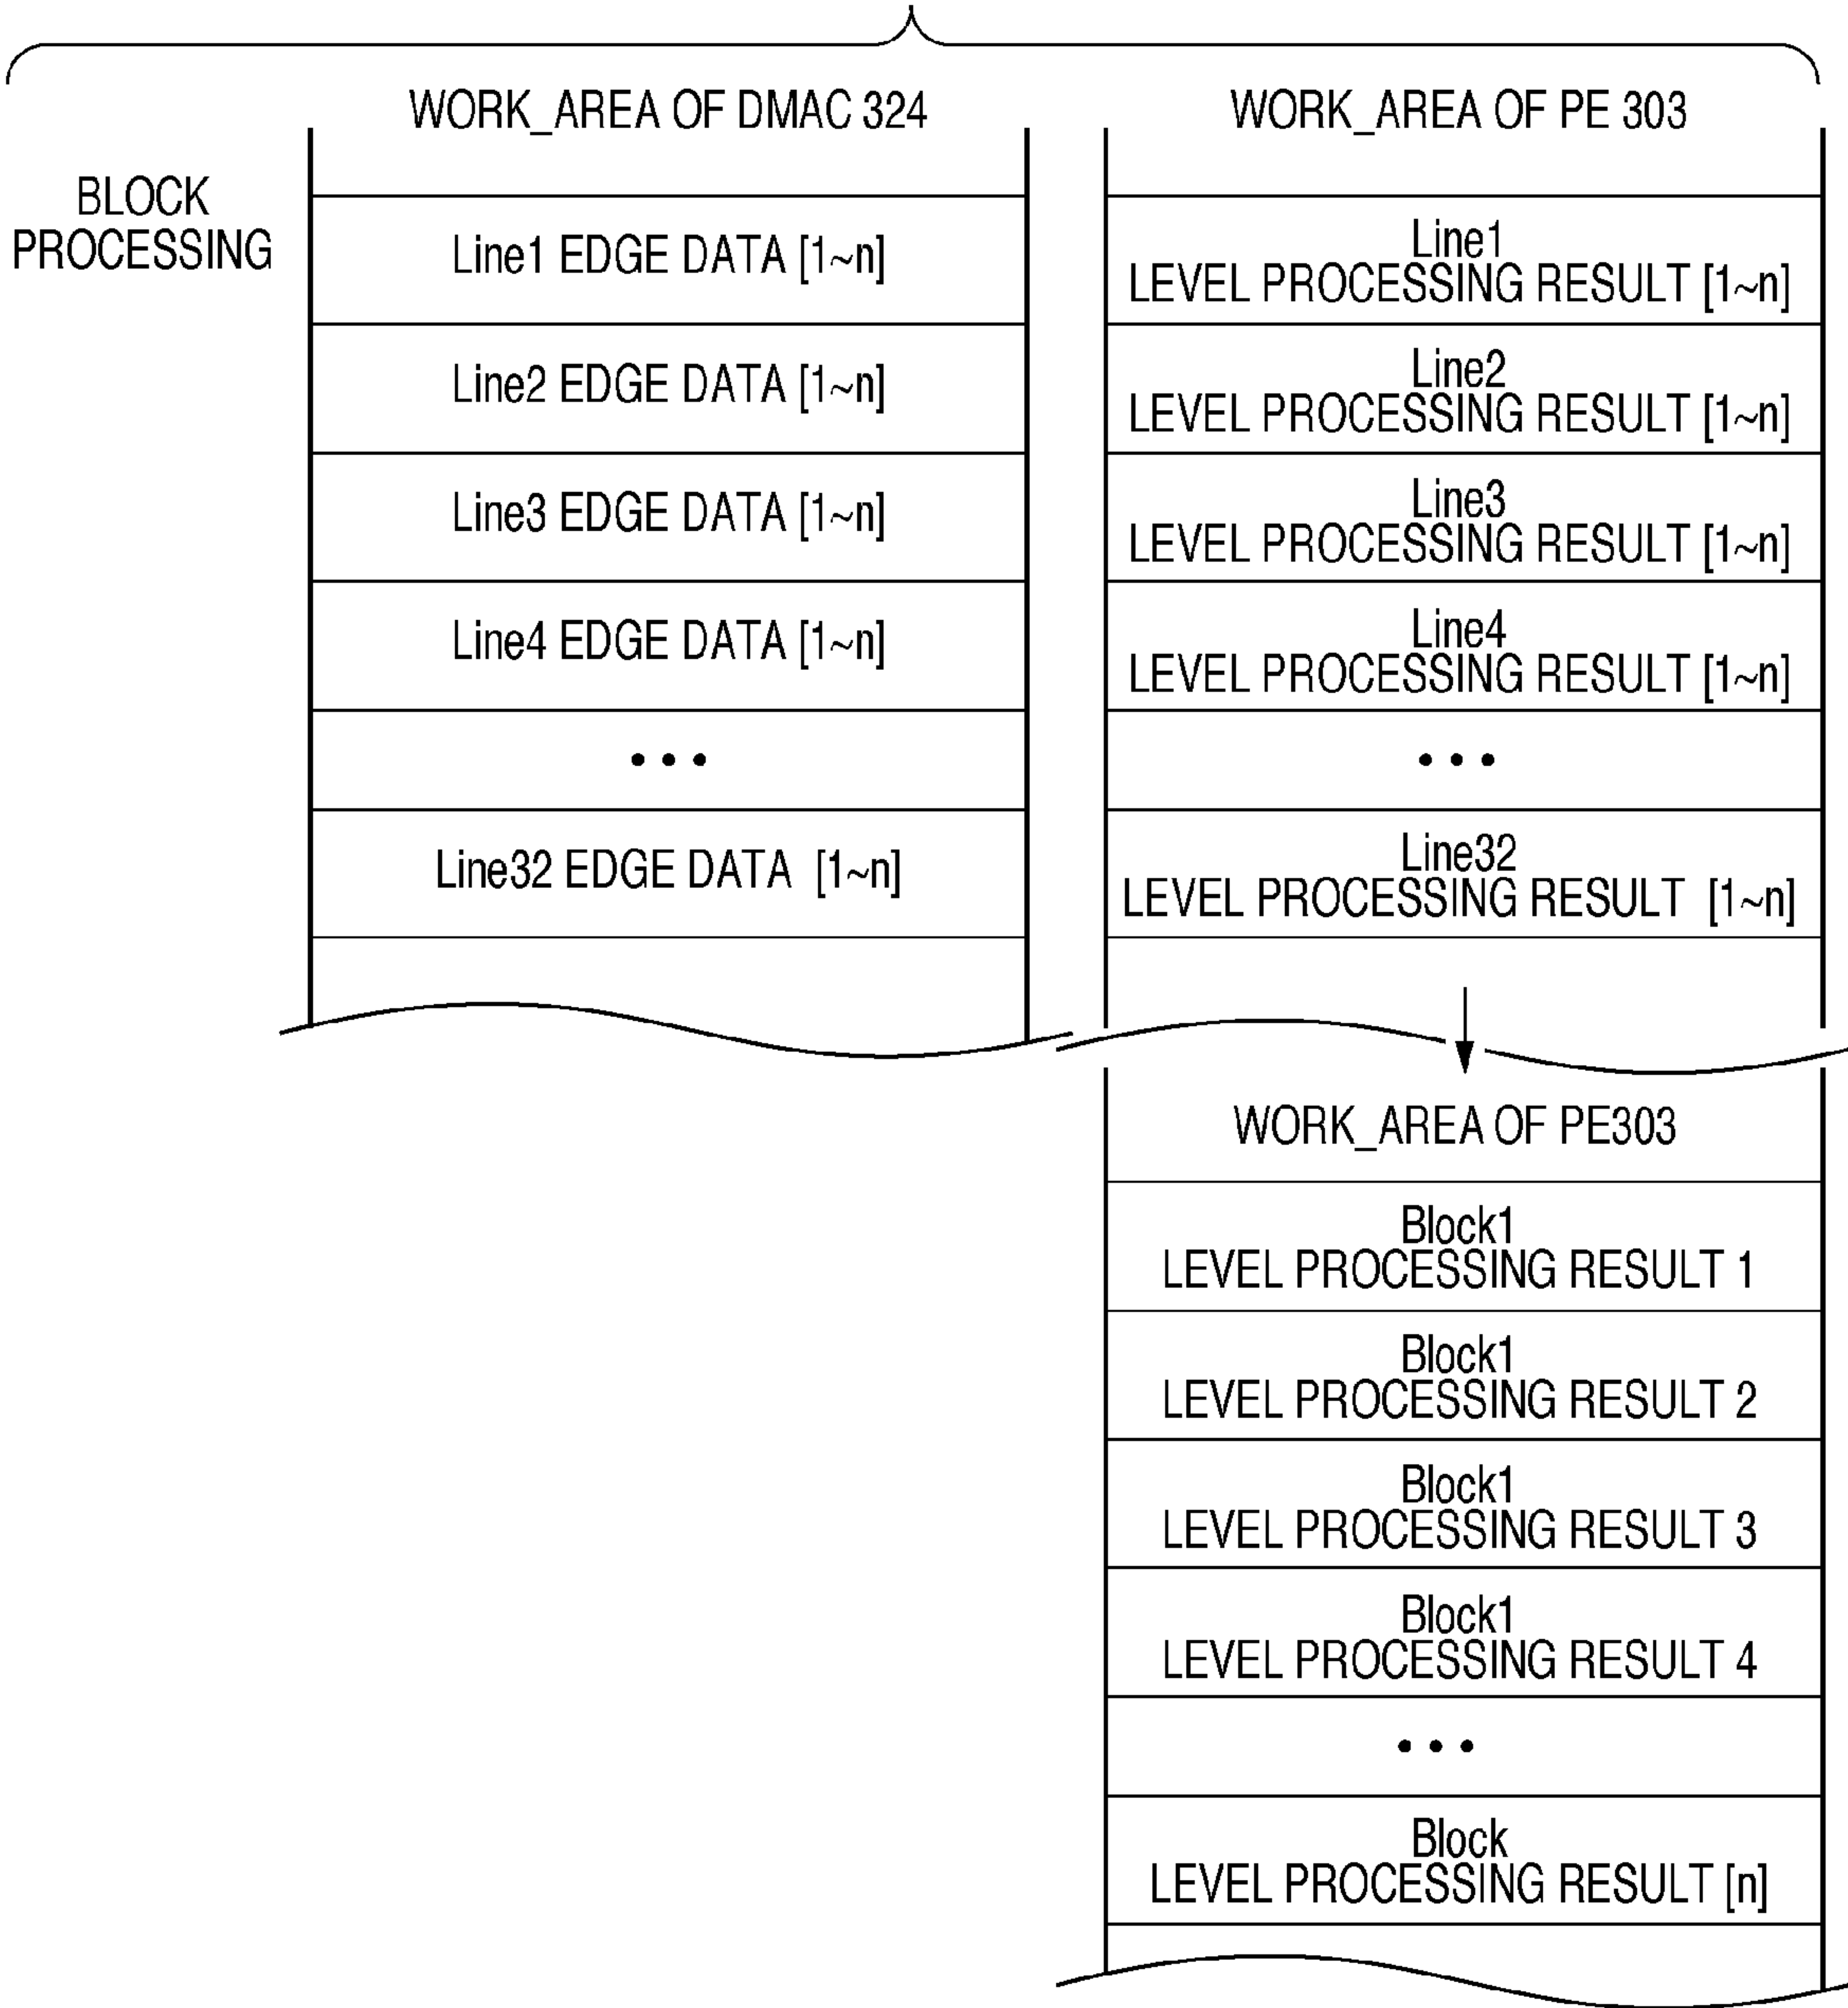 WORK_AREA OF DMAC 324
WORK_AREA OF PE 303
BLOCK
PROCESSING
Line1 EDGE DATA [1~n]
Line2 EDGE DATA [1~n]
Line3 EDGE DATA [1~n]
Line4 EDGE DATA [1~n]
• • •
Line32 EDGE DATA [1~n]
Line1
LEVEL PROCESSING RESULT [1~n]
Line2
LEVEL PROCESSING RESULT [1~n]
Line3
LEVEL PROCESSING RESULT [1~n]
Line4
LEVEL PROCESSING RESULT [1~n]
• • •
Line32
LEVEL PROCESSING RESULT [1~n]
WORK_AREA OF PE303
Block1
LEVEL PROCESSING RESULT 1
Block1
LEVEL PROCESSING RESULT 2
Block1
LEVEL PROCESSING RESULT 3
Block1
LEVEL PROCESSING RESULT 4
• • •
Block
LEVEL PROCESSING RESULT [n]